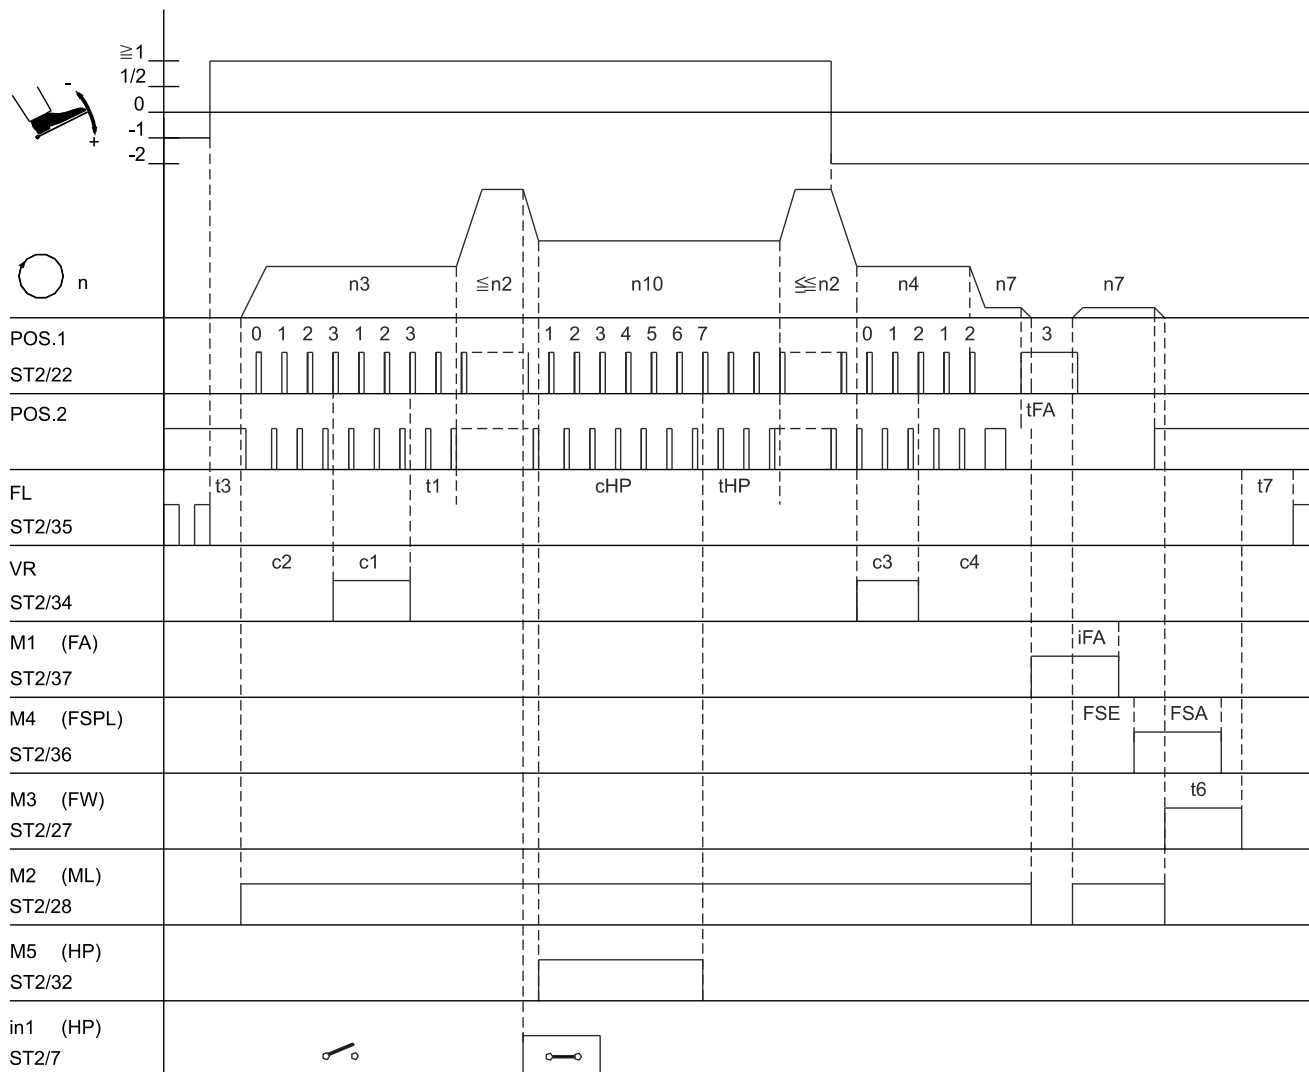 ≧1
1/2
0
-1
-2
-
+
n
n3
≦n2
n10
≦≦n2
n4
n7
n7
POS.1
ST2/22
0 1 2 3 1 2 3
1 2 3 4 5 6 7
0 1 2 1 2
3
POS.2
tFA
FL
ST2/35
t3
t1
cHP
tHP
t7
VR
ST2/34
c2
c1
c3
c4
M1 (FA)
ST2/37
iFA
M4 (FSPL)
ST2/36
FSE
FSA
M3 (FW)
ST2/27
t6
M2 (ML)
ST2/28
M5 (HP)
ST2/32
in1 (HP)
ST2/7